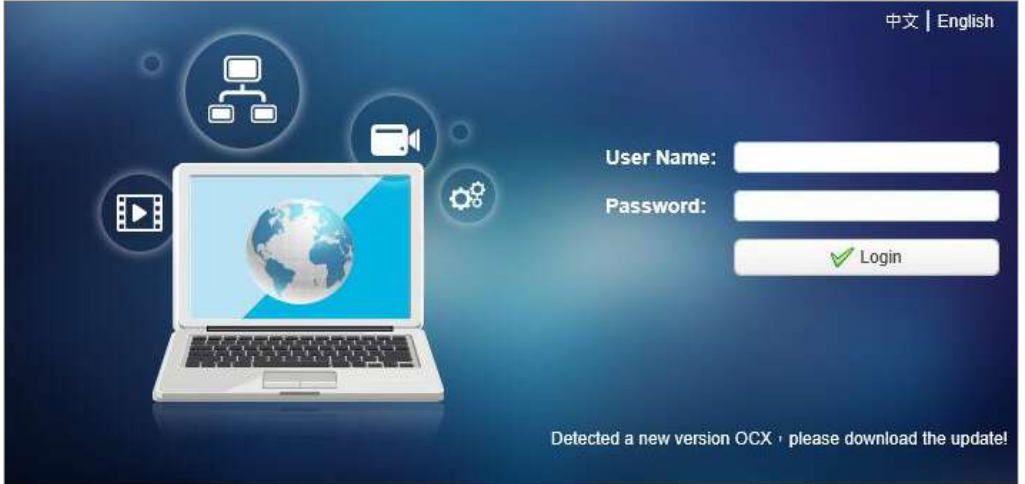 中文 | English
User Name:
Password:
Login
Detected a new version OCX，please download the update!